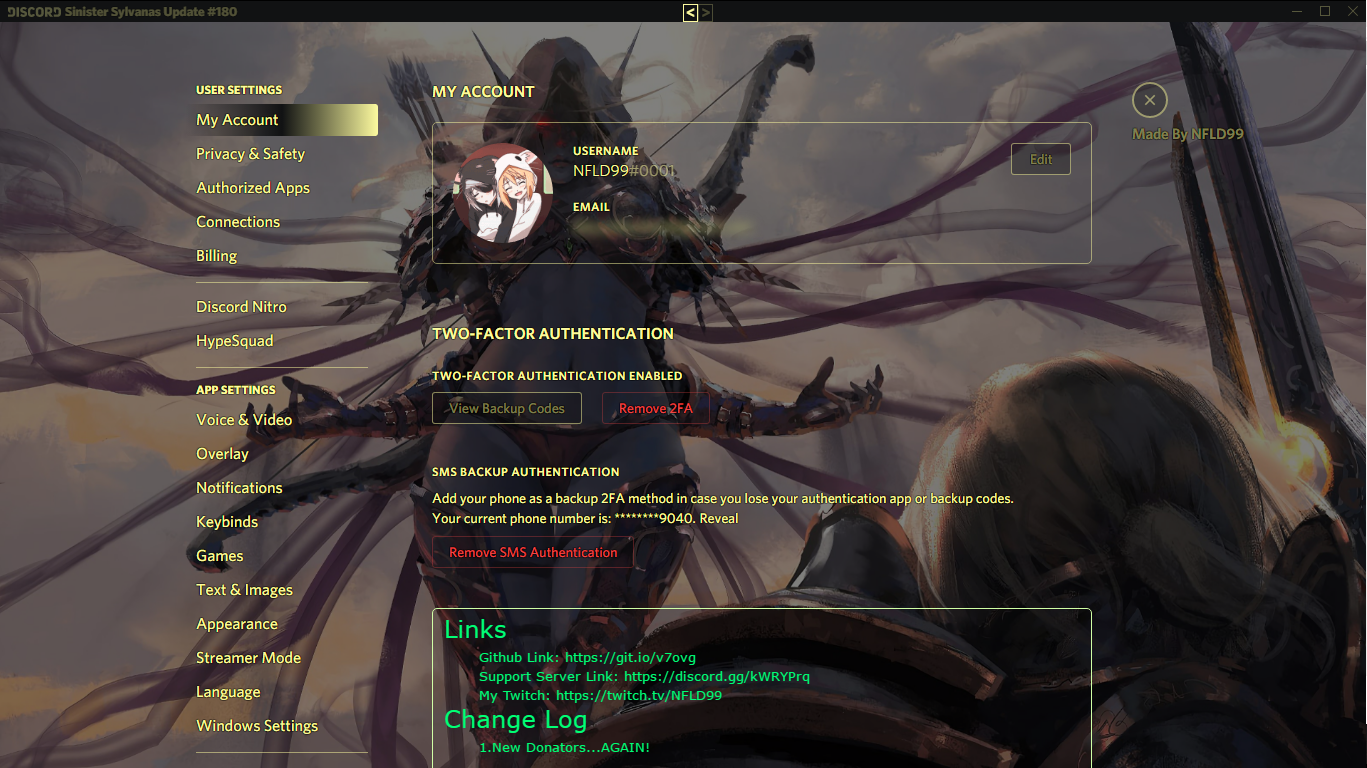 DISCORD Sinister Sylvanas Update #180
< >
USER SETTINGS
My Account
Privacy & Safety
Authorized Apps
Connections
Billing
Discord Nitro
HypeSquad
APP SETTINGS
Voice & Video
Overlay
Notifications
Keybinds
Games
Text & Images
Appearance
Streamer Mode
Language
Windows Settings
MY ACCOUNT
USERNAME
NFLD99#0001
Edit
EMAIL
Made By NFLD99
TWO-FACTOR AUTHENTICATION
TWO-FACTOR AUTHENTICATION ENABLED
View Backup Codes
Remove 2FA
SMS BACKUP AUTHENTICATION
Add your phone as a backup 2FA method in case you lose your authentication app or backup codes.
Your current phone number is: ********9040. Reveal
Remove SMS Authentication
Links
Github Link: https://git.io/v7ovg
Support Server Link: https://discord.gg/kWRYPrq
My Twitch: https://twitch.tv/NFLD99
Change Log
1.New Donators...AGAIN!